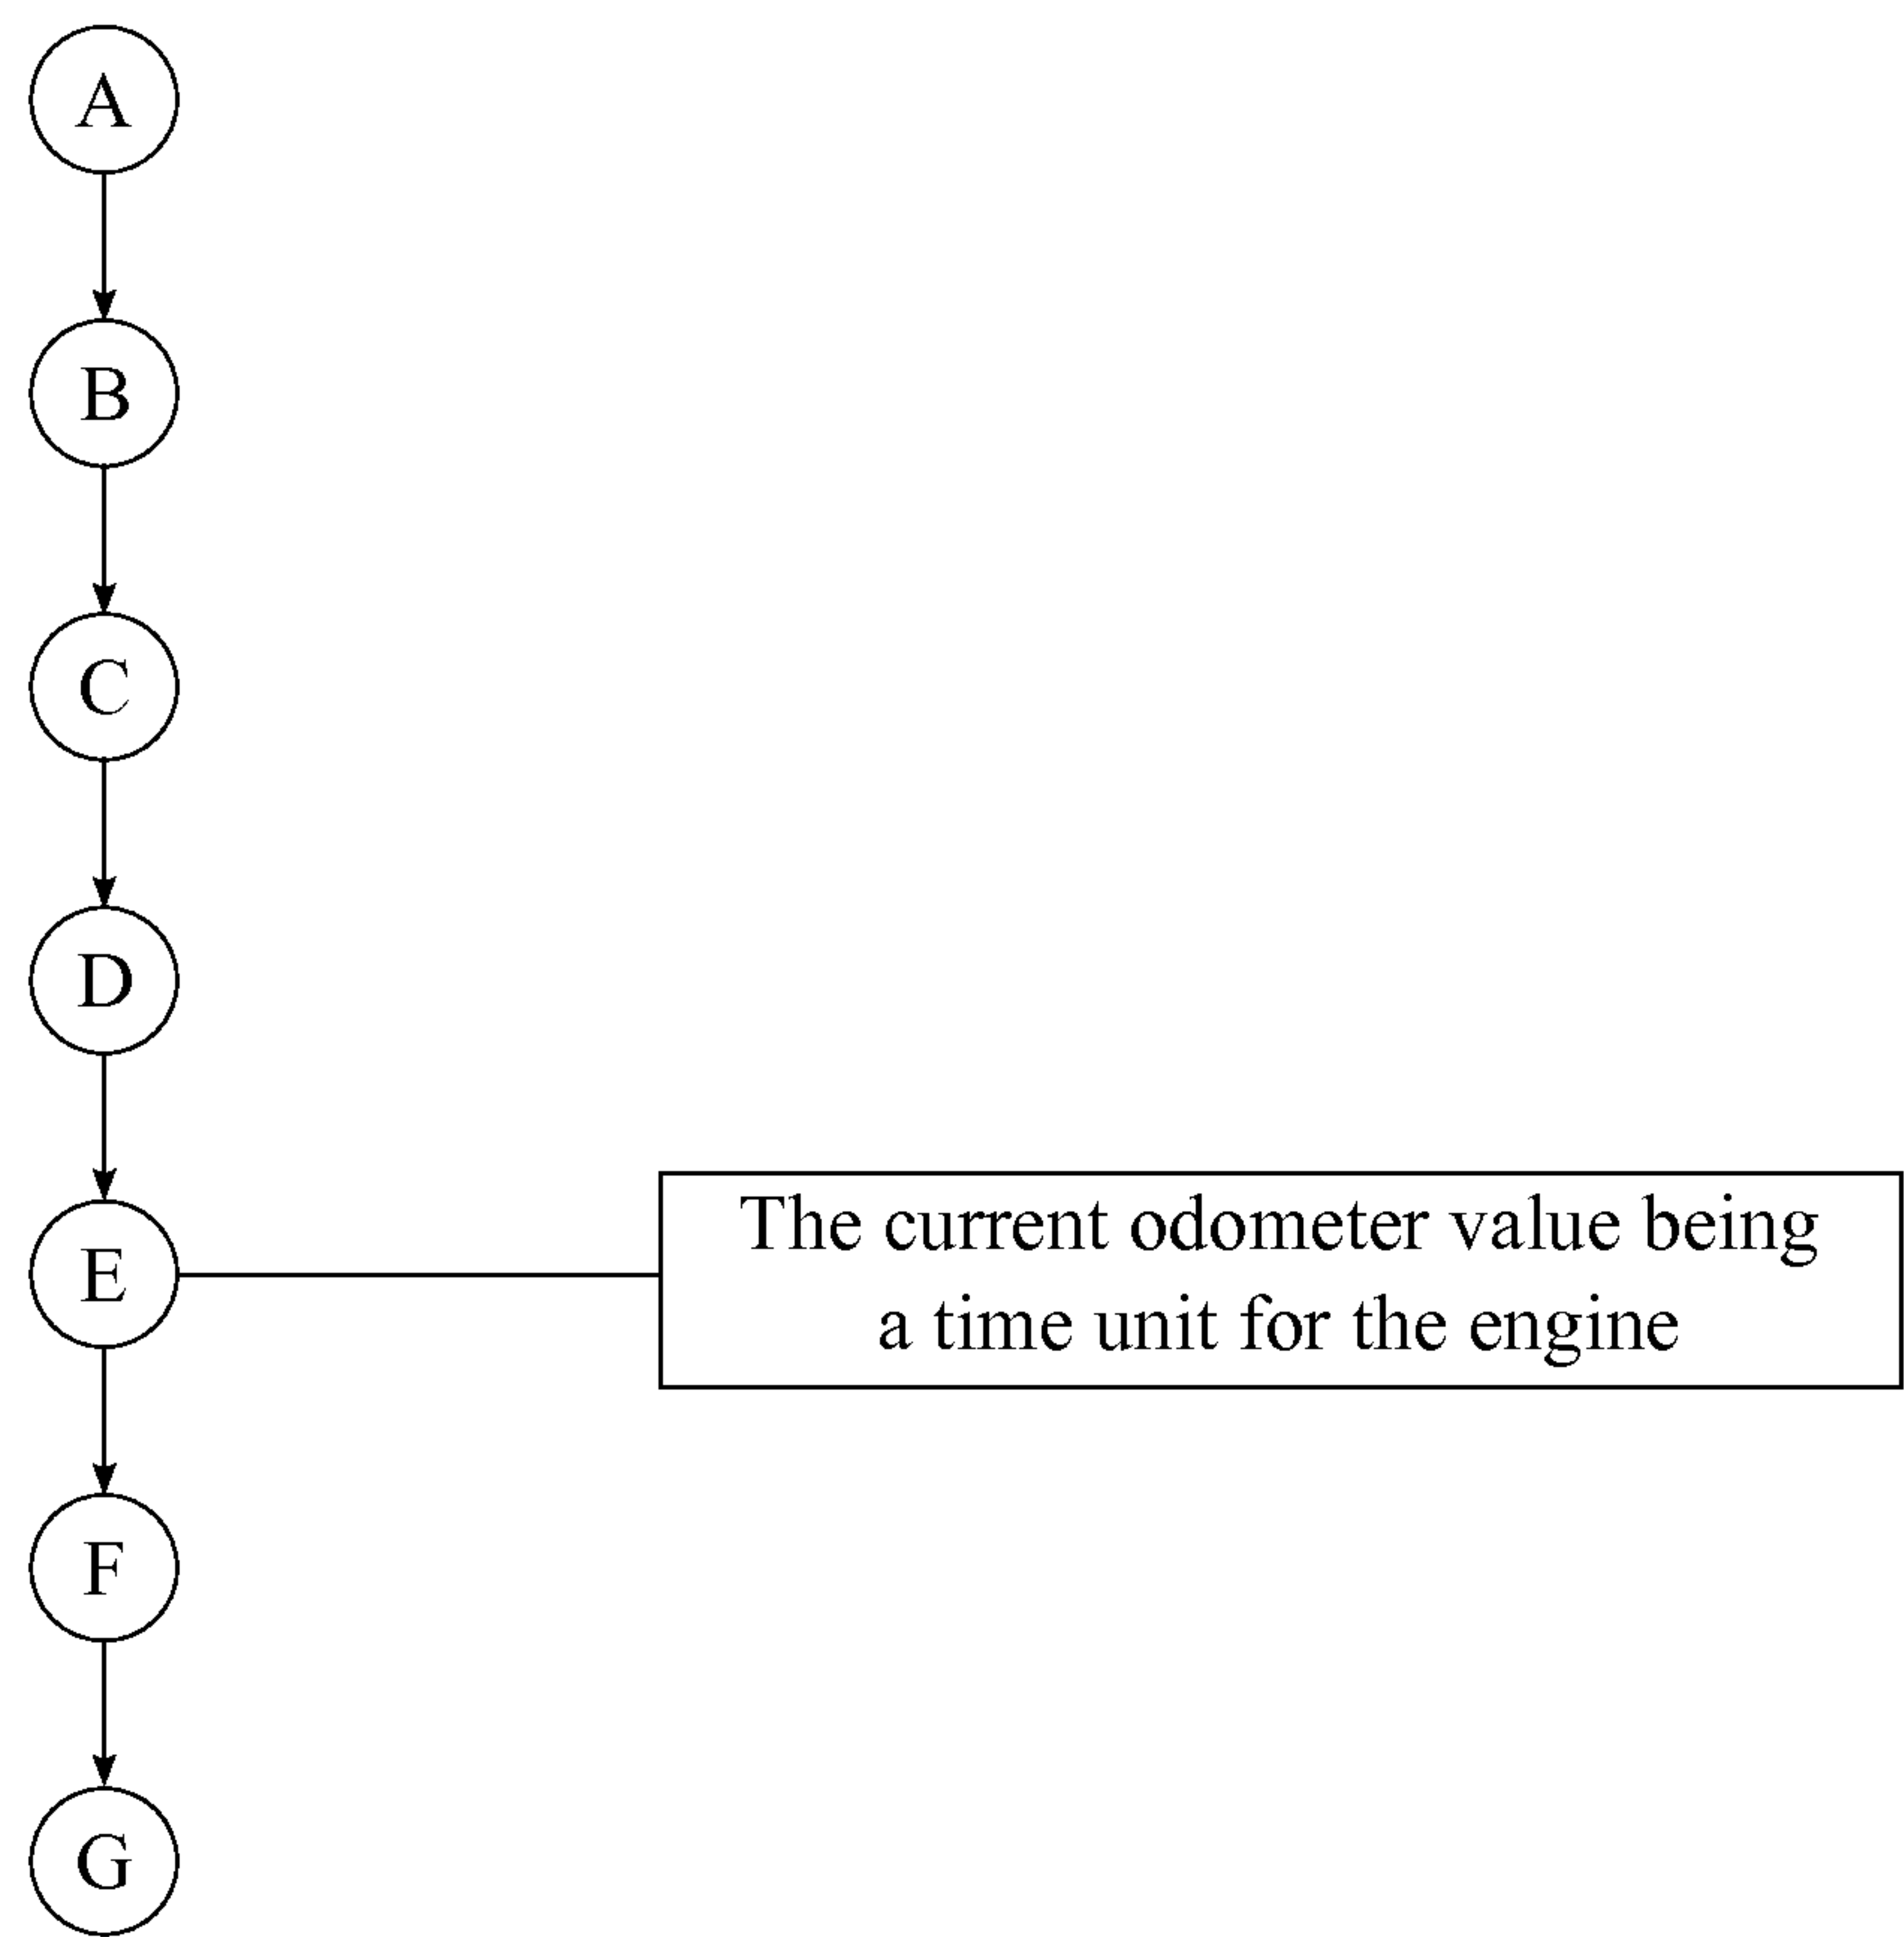 A
B
C
D
E
The current odometer value being
a time unit for the engine
F
G